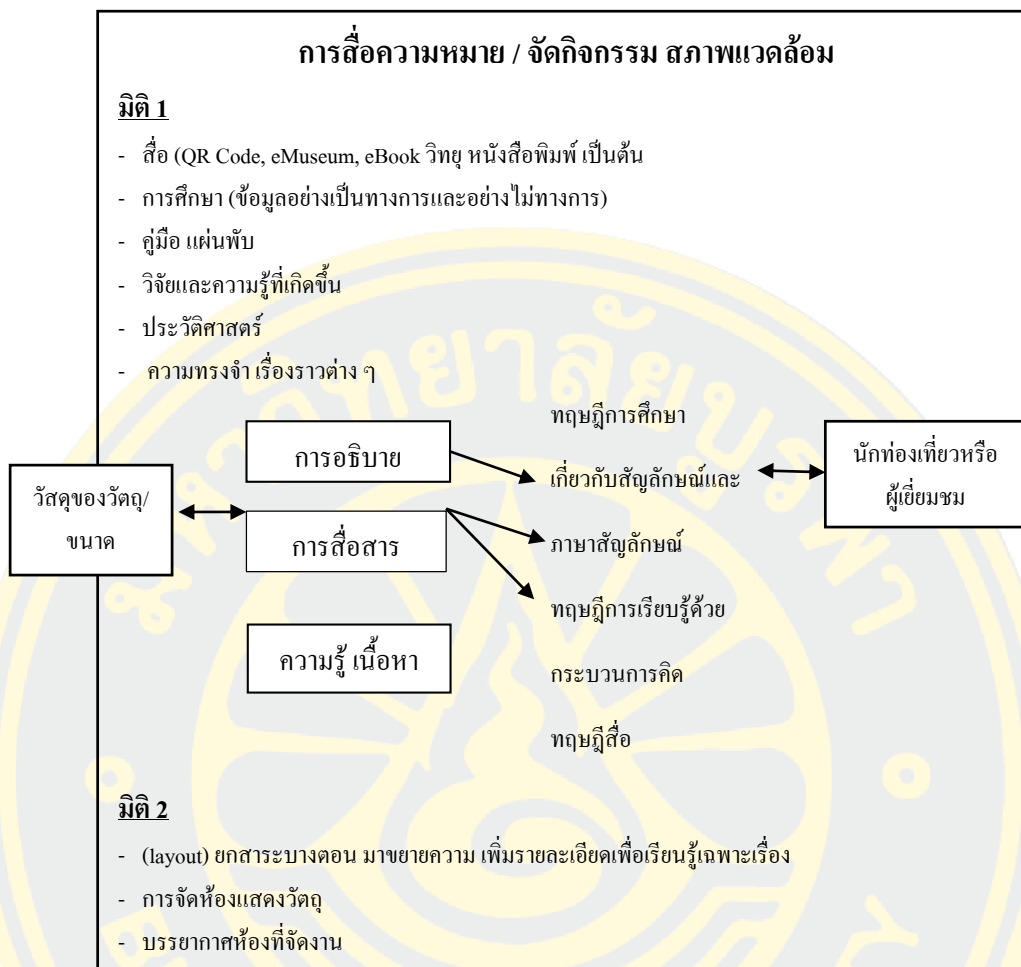 การสื่อความหมาย / จัดกิจกรรม สภาพแวดล้อม
มิติ 1
- สื่อ (QR Code, eMuseum, eBook วิทยุ หนังสือพิมพ์ เป็นต้น
- การศึกษา (ข้อมูลอย่างเป็นทางการและอย่างไม่ทางการ)
- คู่มือ แผ่นพับ
- วิจัยและความรู้ที่เกิดขึ้น
- ประวัติศาสตร์
- ความทรงจำ เรื่องราวต่าง ๆ
วัสดุของวัตถุ/
ขนาด
การอธิบาย
การสื่อสาร
ความรู้ เนื้อหา
ทฤษฎีการศึกษา
เกี่ยวกับสัญลักษณ์และ
ภาษาสัญลักษณ์
ทฤษฎีการเรียบรู้ด้วย
กระบวนการคิด
ทฤษฎีสื่อ
นักท่องเที่ยวหรือ
ผู้เยี่ยมชม
มิติ 2
- (layout) ยกสาระบางตอน มาขยายความ เพิ่มรายละเอียดเพื่อเรียนรู้เฉพาะเรื่อง
- การจัดห้องแสดงวัตถุ
- บรรยากาศห้องที่จัดงาน
มหาวิทยาลัยบูรพา